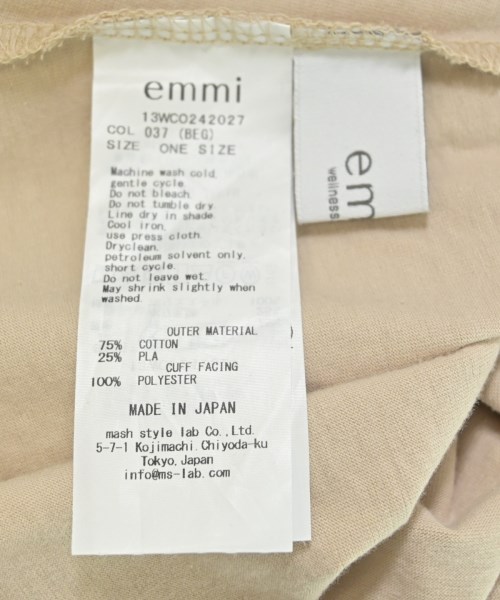 emmi
13WCO242027
COL 037 (BEG)
SIZE ONE SIZE
Machine wash cold.
gentle cycle.
Do not bleach.
Do not tumble dry.
Line dry in shade.
Cool iron.
use press cloth.
Dryclean.
petroleum solvent only.
short cycle.
Do not leave wet.
May shrink slightly when
washed.
OUTER MATERIAL
75% COTTON
25% PLA
CUFF FACING
100% POLYESTER
MADE IN JAPAN
mash style lab Co.,Ltd.
5-7-1 Kojimachi.Chiyoda-ku
Tokyo,Japan
info@ms-lab.com
em
wellness